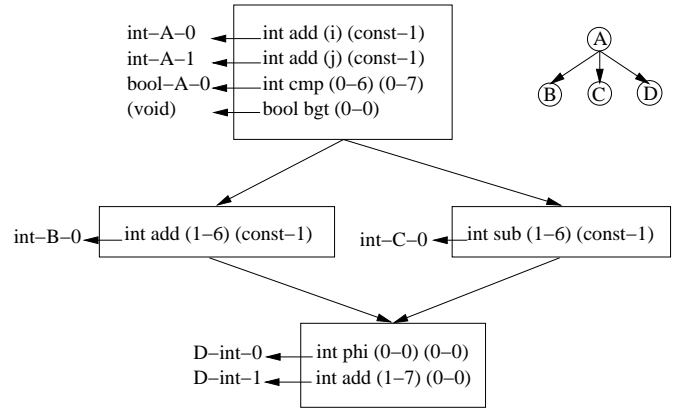 int–A–0 int add (i) (const–1)
int–A–1 int add (j) (const–1)
bool–A–0 int cmp (0–6) (0–7)
(void) bool bgt (0–0)
A
B C D
int–B–0 int add (1–6) (const–1)
int–C–0 int sub (1–6) (const–1)
D–int–0 int phi (0–0) (0–0)
D–int–1 int add (1–7) (0–0)